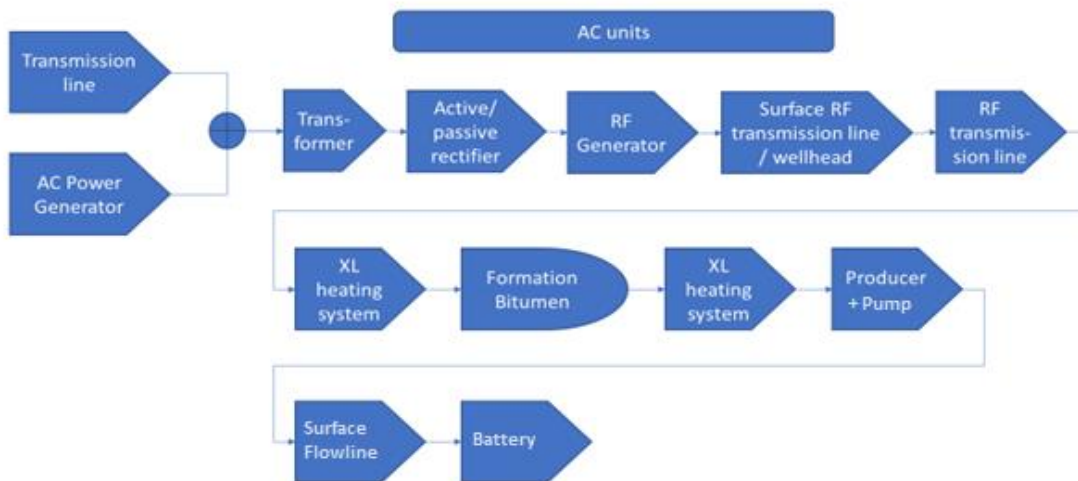 AC units
Transmission
line
AC Power
Generator
Trans-
former
Active/
passive
rectifier
RF
Generator
Surface RF
transmission line
/ wellhead
RF
transmis-
sion line
XL
heating
system
Formation
Bitumen
XL
heating
system
Producer
+ Pump
Surface
Flowline
Battery